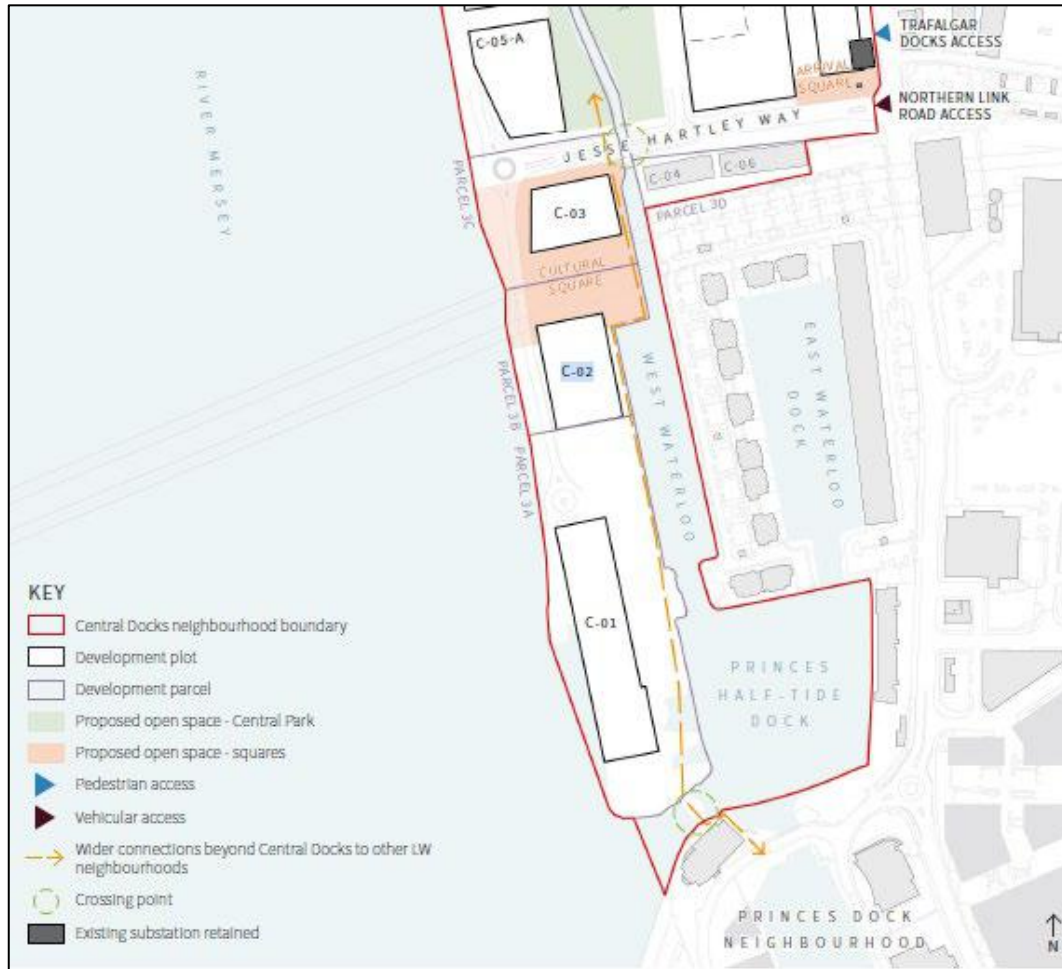 C-05-A
TRAFALGAR
DOCKS ACCESS
ARRIVAL
SQUARE
NORTHERN LINK
ROAD ACCESS
RIVER MERSEY
JESSE HARTLEY WAY
C-04
C-06
PARCEL 3C
PARCEL 3D
C-03
CULTURAL
SQUARE
C-02
PARCEL 3B
PARCEL 3A
WEST WATERLOO
EAST WATERLOO
DOCK
C-01
PRINCES
HALF-TIDE
DOCK
KEY
Central Docks neighbourhood boundary
Development plot
Development parcel
Proposed open space - Central Park
Proposed open space - squares
Pedestrian access
Vehicular access
Wider connections beyond Central Docks to other LW
neighbourhoods
Crossing point
Existing substation retained
PRINCES DOCK
NEIGHBOURHOOD
N